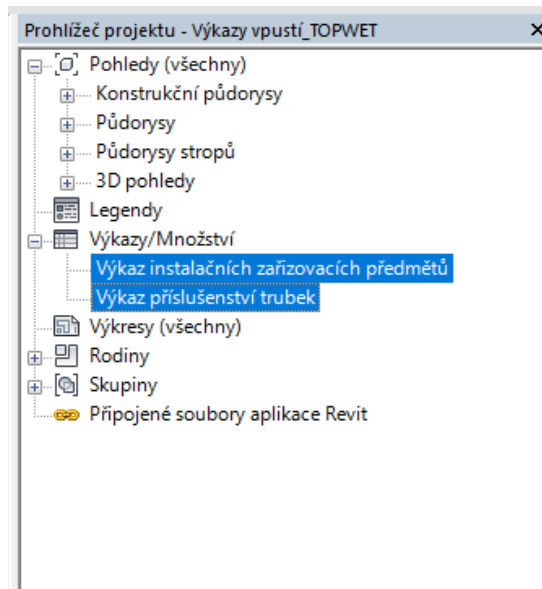 Prohlížeč projektu - Výkazy vpustí_TOPWET
Pohledy (všechny)
Konstrukční půdorysy
Půdorysy
Půdorysy stropů
3D pohledy
Legendy
Výkazy/Množství
Výkaz instalačních zařizovacích předmětů
Výkaz příslušenství trubek
Výkresy (všechny)
Rodiny
Skupiny
Připojené soubory aplikace Revit